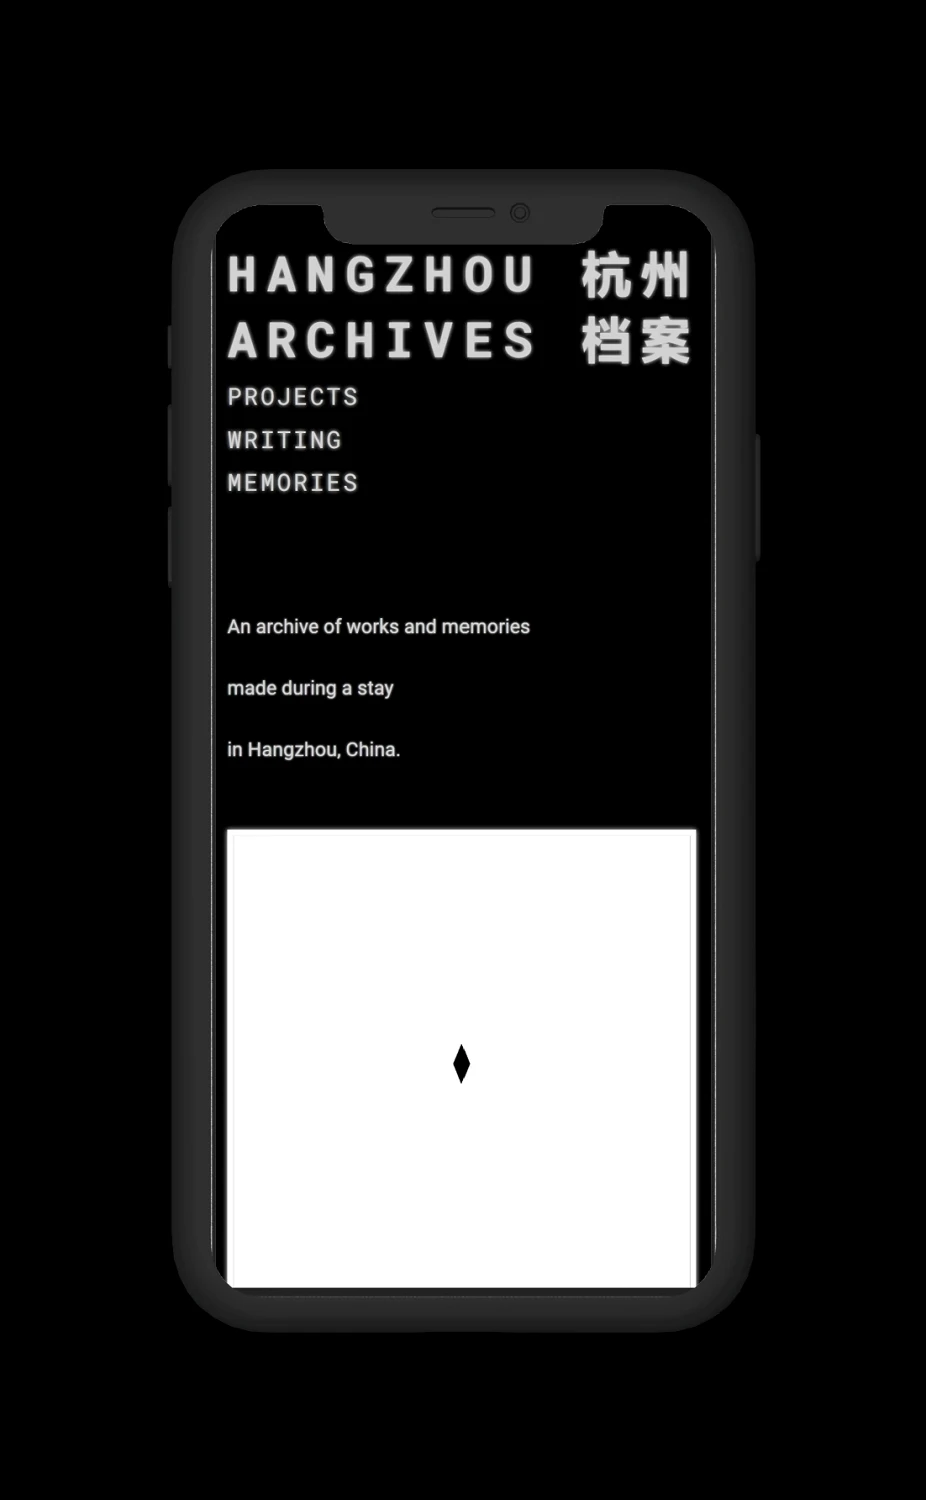 HANGZHOU 杭州
ARCHIVES 档案
PROJECTS
WRITING
MEMORIES
An archive of works and memories
made during a stay
in Hangzhou, China.